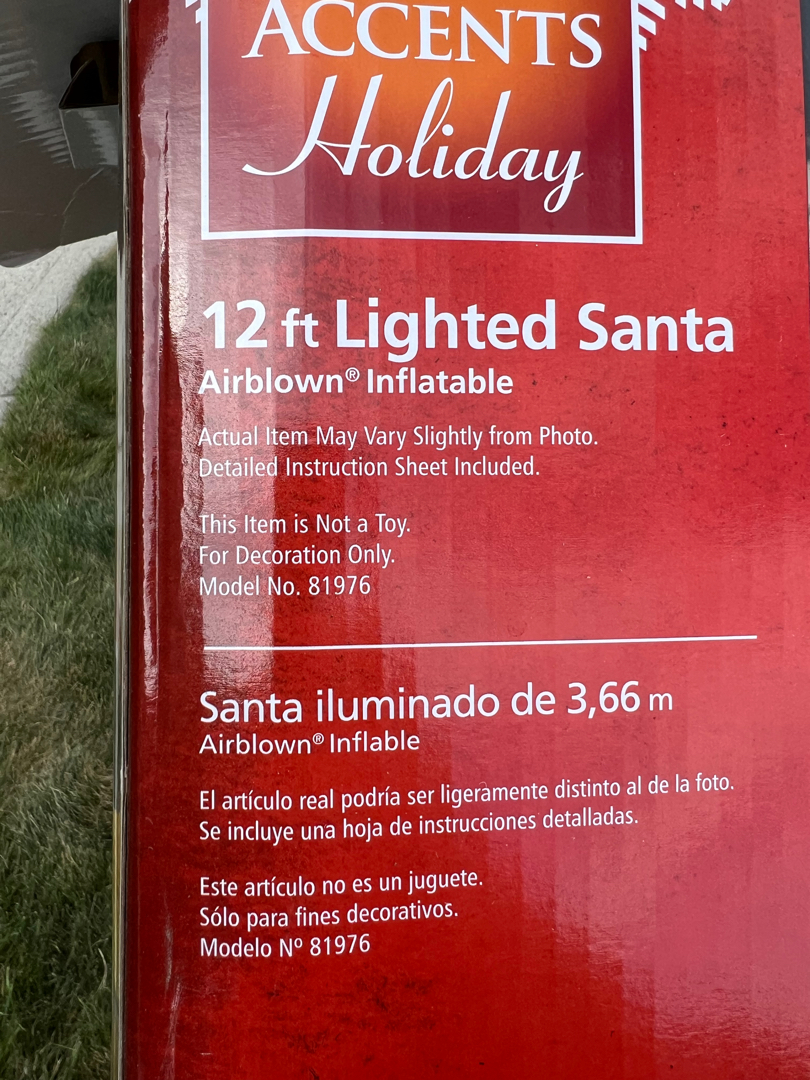 ACCENTS
Holiday
12 ft Lighted Santa
Airblown® Inflatable
Actual Item May Vary Slightly from Photo.
Detailed Instruction Sheet Included.
This Item is Not a Toy.
For Decoration Only.
Model No. 81976
Santa iluminado de 3,66 m
Airblown® Inflable
El artículo real podría ser ligeramente distinto al de la foto.
Se incluye una hoja de instrucciones detalladas.
Este artículo no es un juguete.
Sólo para fines decorativos.
Modelo Nº 81976